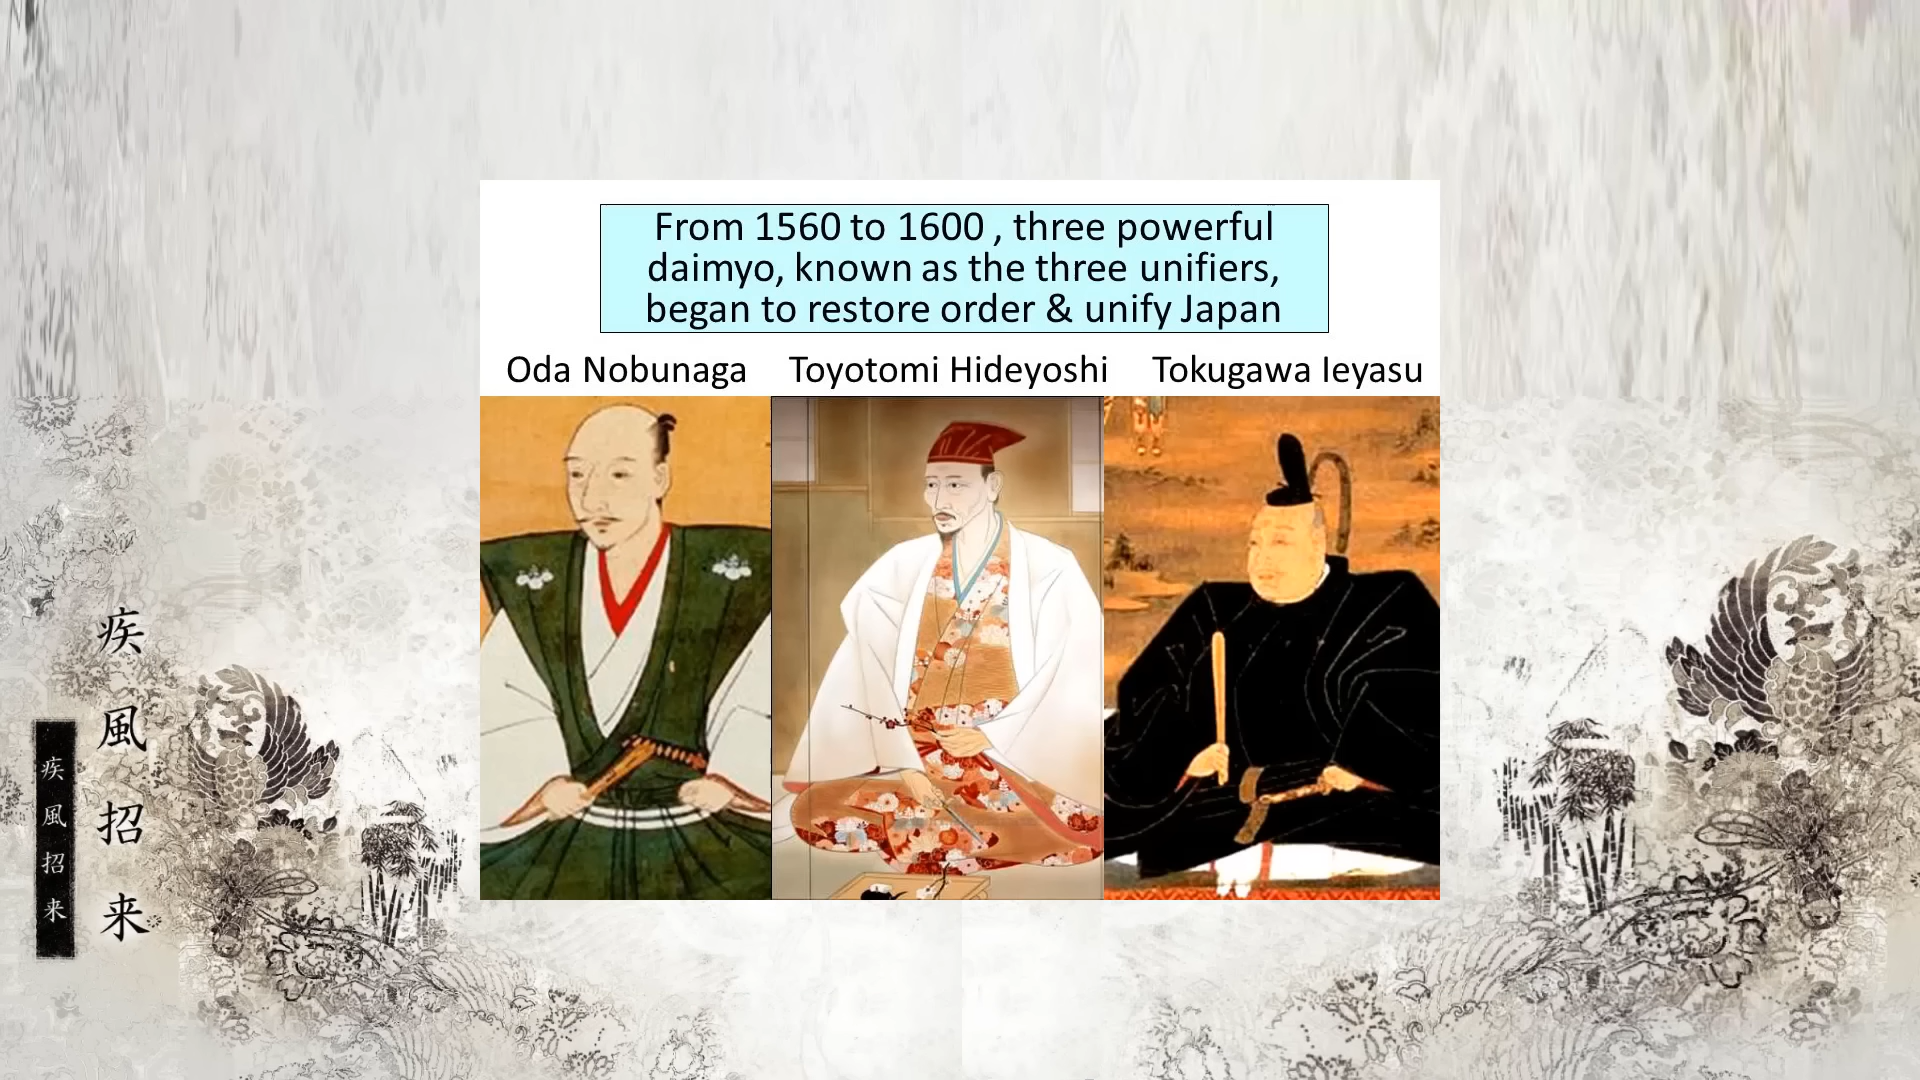 From 1560 to 1600 , three powerful
daimyo, known as the three unifiers,
began to restore order & unify Japan
Oda Nobunaga
Toyotomi Hideyoshi
Tokugawa Ieyasu
疾風招来
疾風招来